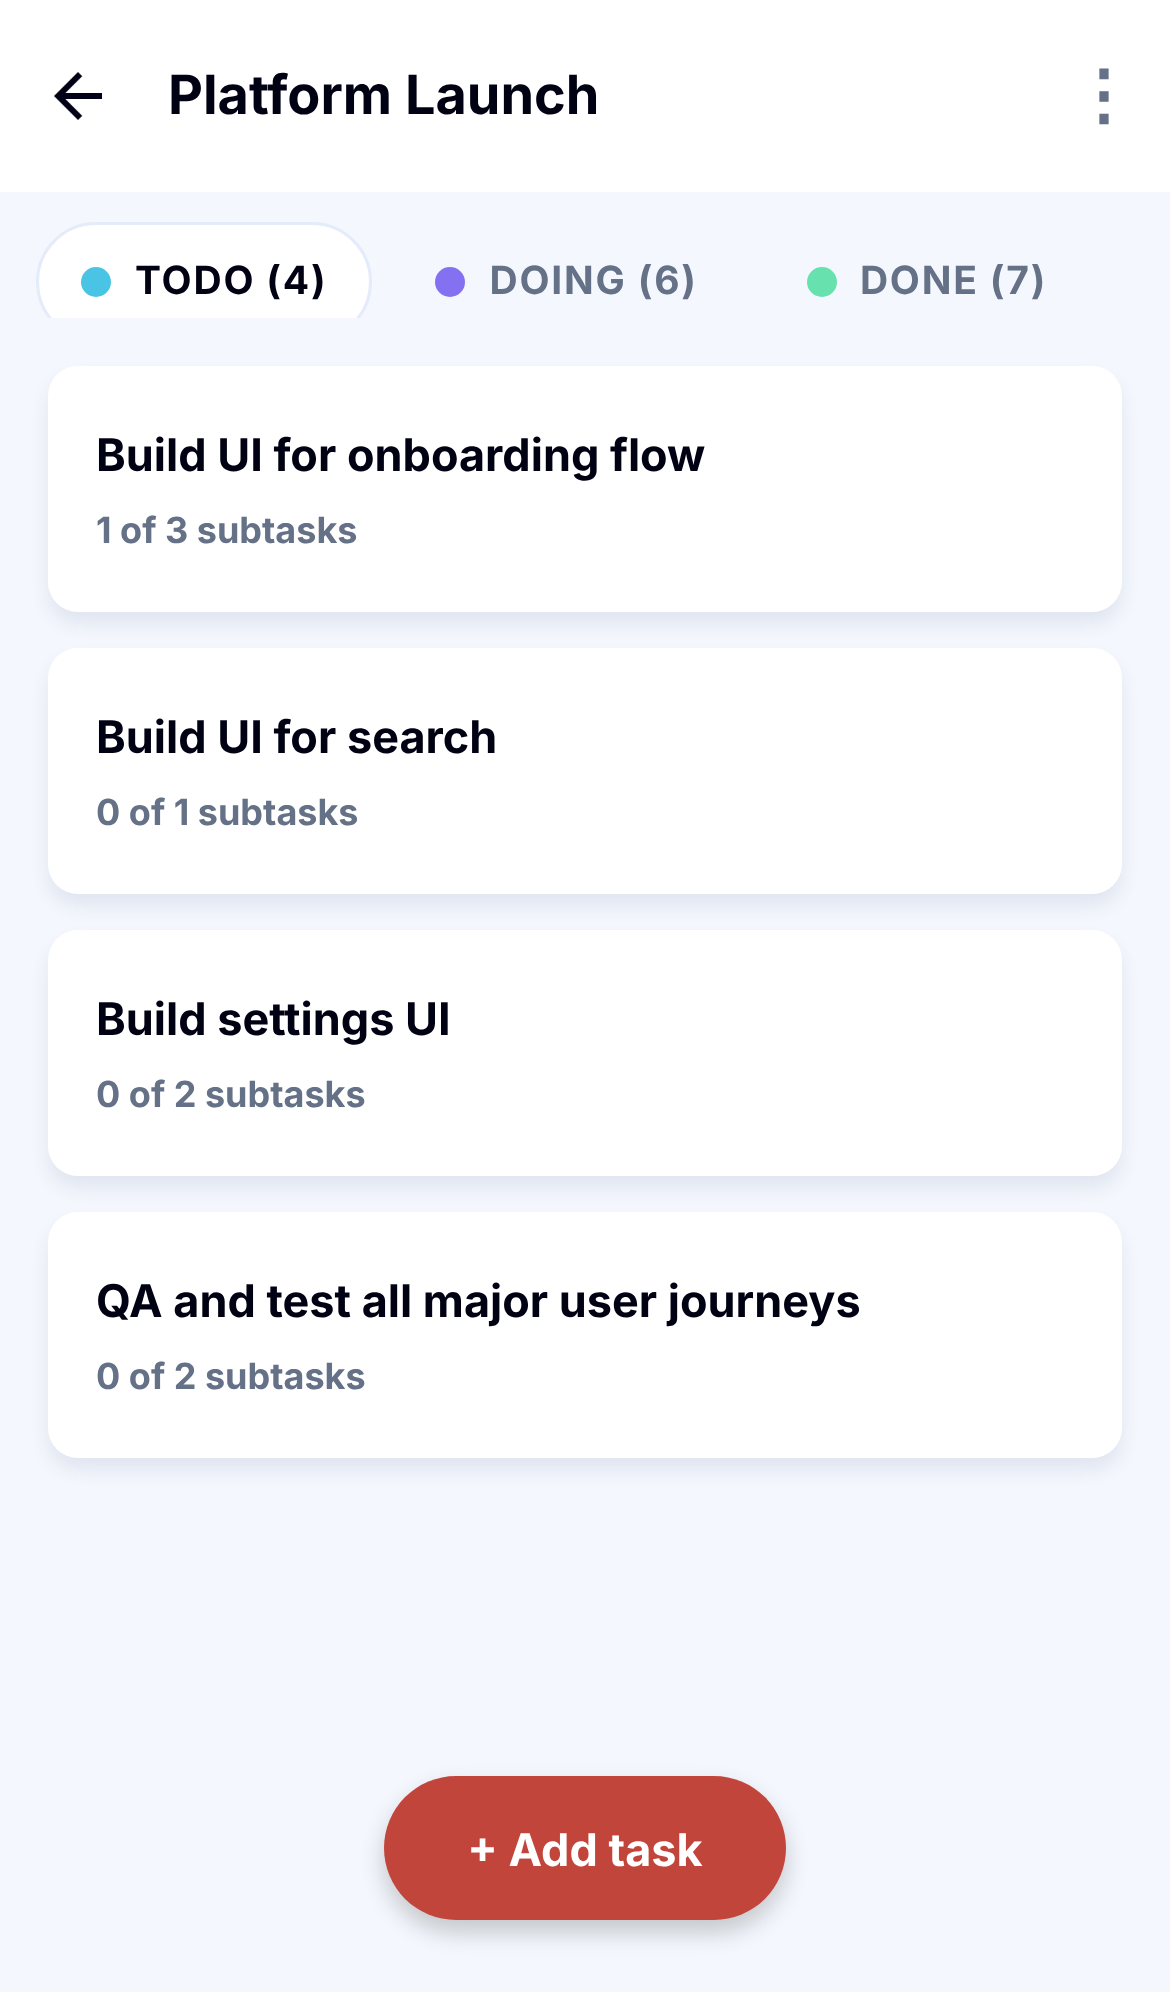 Platform Launch
TODO (4)
DOING (6)
DONE (7)
Build UI for onboarding flow
1 of 3 subtasks
Build UI for search
0 of 1 subtasks
Build settings UI
0 of 2 subtasks
QA and test all major user journeys
0 of 2 subtasks
+ Add task